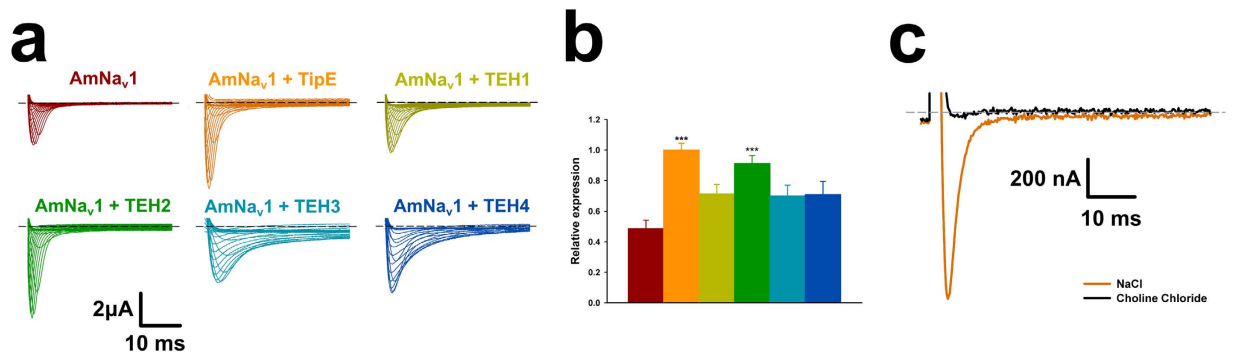 a
AmNav1
AmNav1 + TipE
AmNav1 + TEH1
AmNav1 + TEH2
AmNav1 + TEH3
AmNav1 + TEH4
2µA
10 ms
b
Relative expression
1.2
1.0
0.8
0.6
0.4
0.2
0.0
***
***
c
200 nA
10 ms
NaCl
Choline Chloride